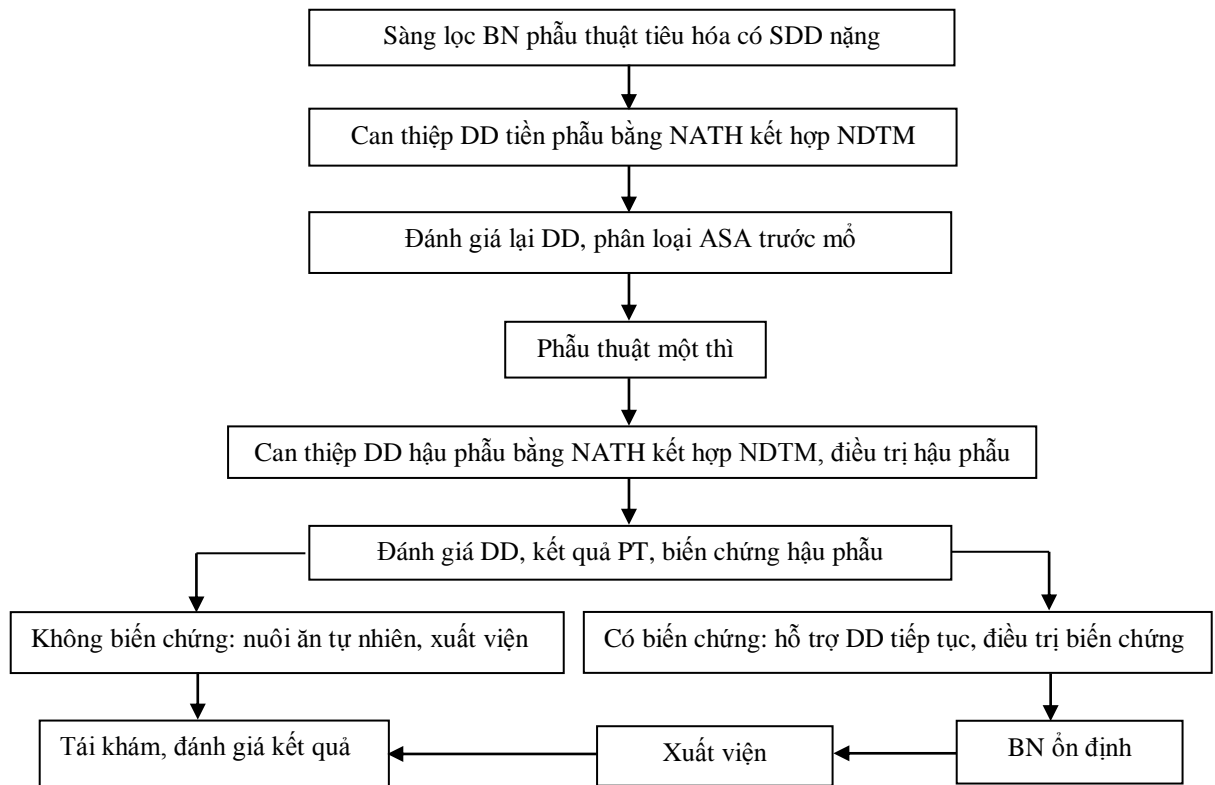 Sàng lọc BN phẫu thuật tiêu hóa có SDD nặng
Can thiệp DD tiền phẫu bằng NATH kết hợp NDTM
Đánh giá lại DD, phân loại ASA trước mổ
Phẫu thuật một thì
Can thiệp DD hậu phẫu bằng NATH kết hợp NDTM, điều trị hậu phẫu
Đánh giá DD, kết quả PT, biến chứng hậu phẫu
Không biến chứng: nuôi ăn tự nhiên, xuất viện
Có biến chứng: hỗ trợ DD tiếp tục, điều trị biến chứng
Tái khám, đánh giá kết quả
Xuất viện
BN ổn định